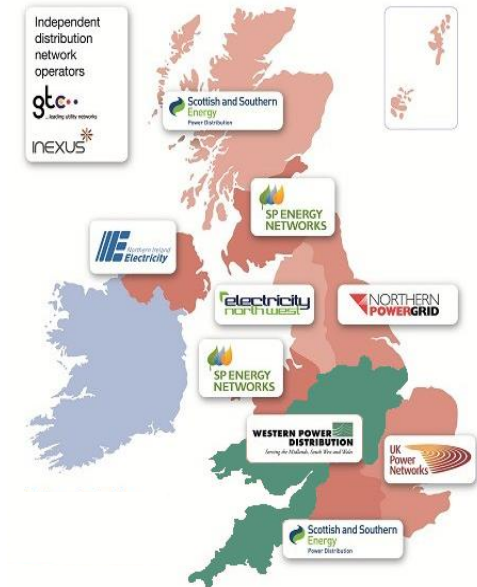 Independent
distribution
network
operators
gtc
...leading utility networks
INEXUS
Scottish and Southern
Energy
Power Distribution
SP ENERGY
NETWORKS
Northern Ireland
Electricity
electricity
north west
NORTHERN
POWERGRID
SP ENERGY
NETWORKS
WESTERN POWER
DISTRIBUTION
Serving the Midlands, South West and Wales
UK
Power
Networks
Scottish and Southern
Energy
Power Distribution